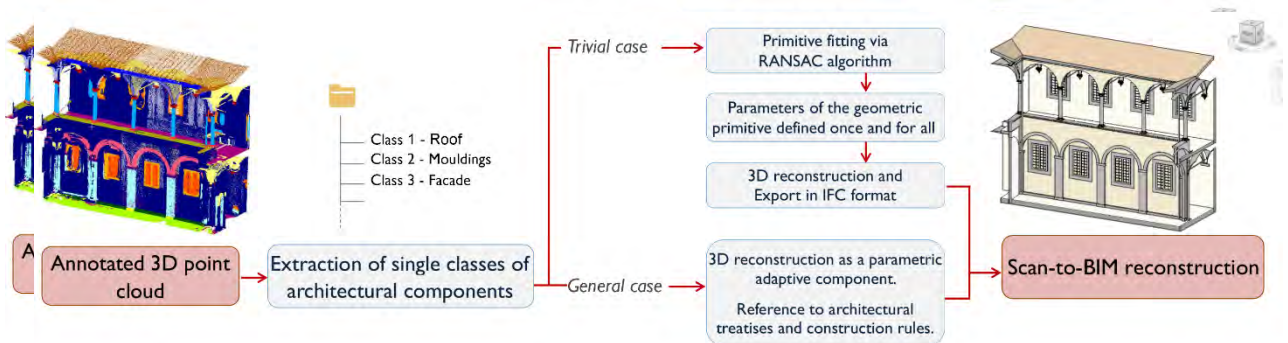 Trivial case
Primitive fitting via
RANSAC algorithm
Parameters of the geometric
primitive defined once and for all
3D reconstruction and
Export in IFC format
Class 1 - Roof
Class 2 - Mouldings
Class 3 - Facade
A
Annotated 3D point
cloud
Extraction of single classes of
architectural components
General case
3D reconstruction as a parametric
adaptive component.
Reference to architectural
treatises and construction rules.
Scan-to-BIM reconstruction